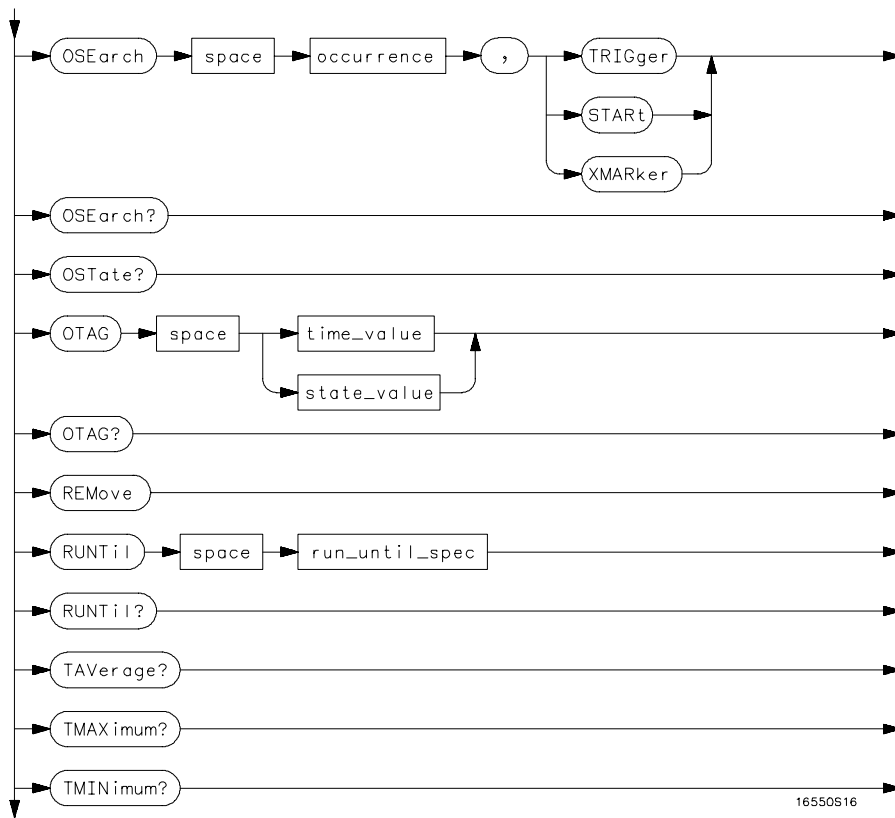 OSEarch space occurrence , TRIGger
STARt
XMARker
OSEarch?
OSTate?
OTAG space time_value
state_value
OTAG?
REMove
RUNTil space run_until_spec
RUNTil?
TAVerage?
TMAXimum?
TMINimum?
16550S16